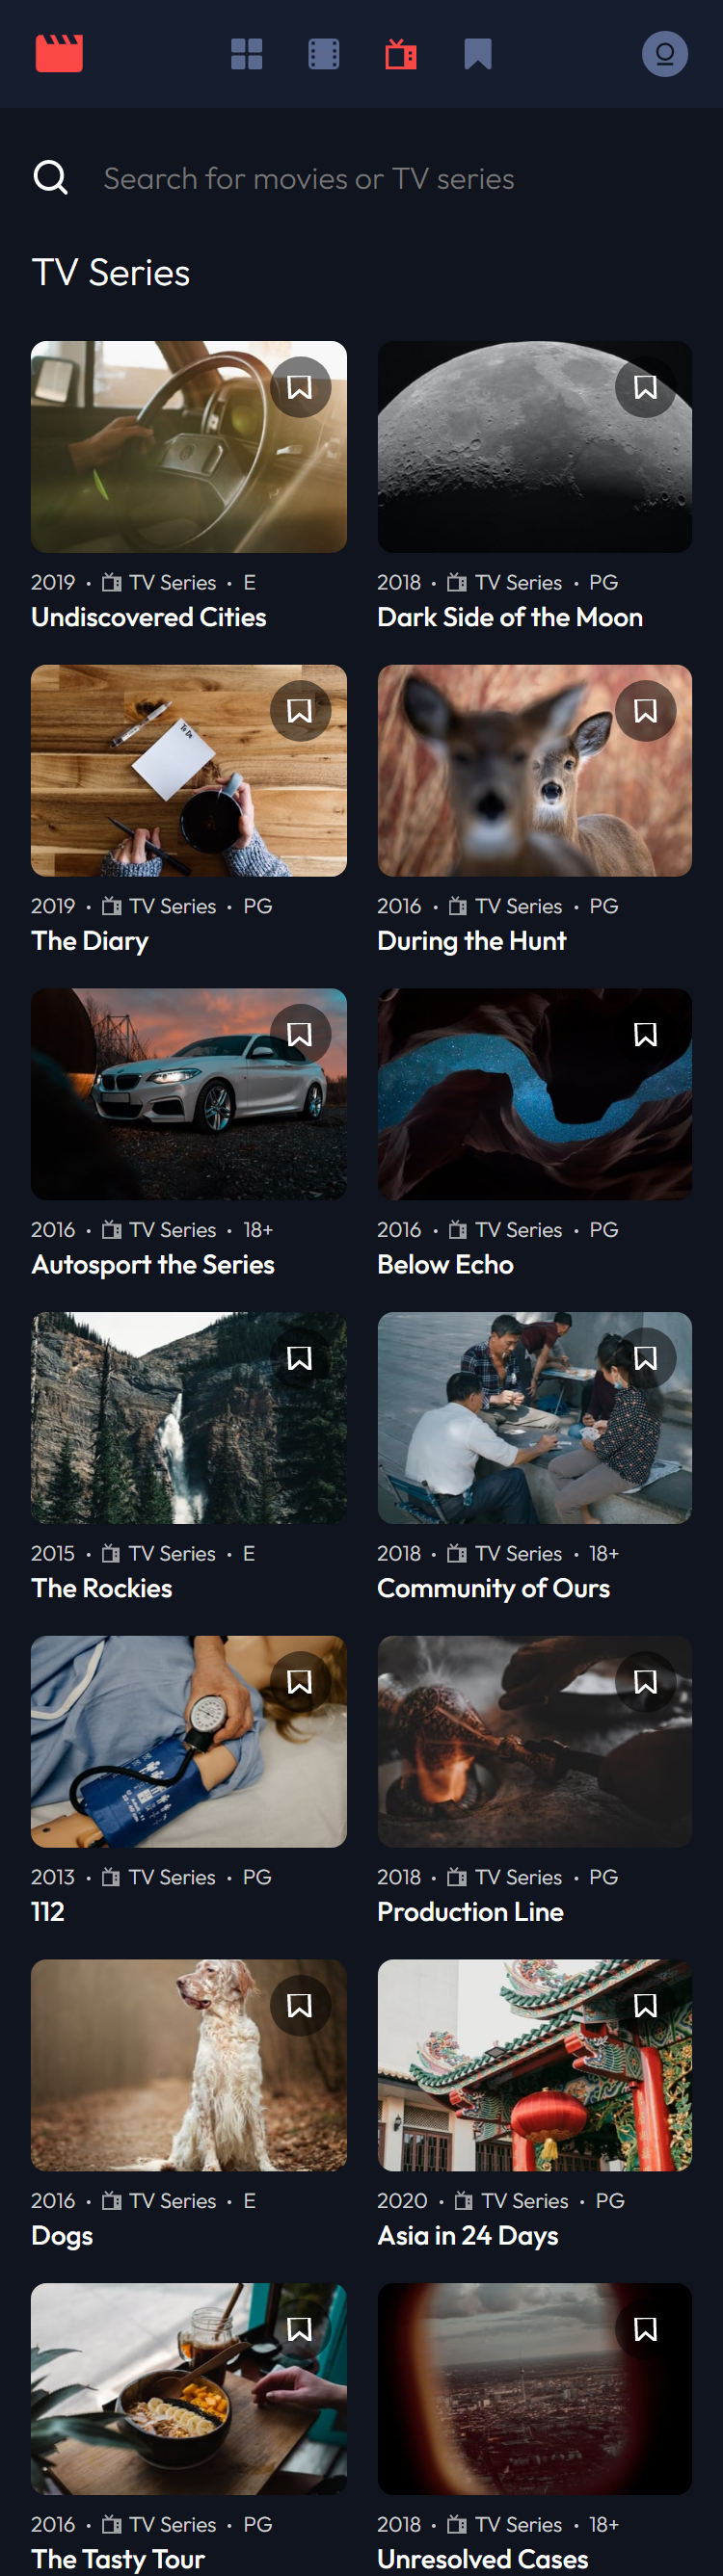 Search for movies or TV series
TV Series
To Do
2019 • TV Series • E
Undiscovered Cities
2018 • TV Series • PG
Dark Side of the Moon
2019 • TV Series • PG
The Diary
2016 • TV Series • PG
During the Hunt
2016 • TV Series • 18+
Autosport the Series
2016 • TV Series • PG
Below Echo
2015 • TV Series • E
The Rockies
2018 • TV Series • 18+
Community of Ours
2013 • TV Series • PG
112
2018 • TV Series • PG
Production Line
2016 • TV Series • E
Dogs
2020 • TV Series • PG
Asia in 24 Days
2016 • TV Series • PG
The Tasty Tour
2018 • TV Series • 18+
Unresolved Cases